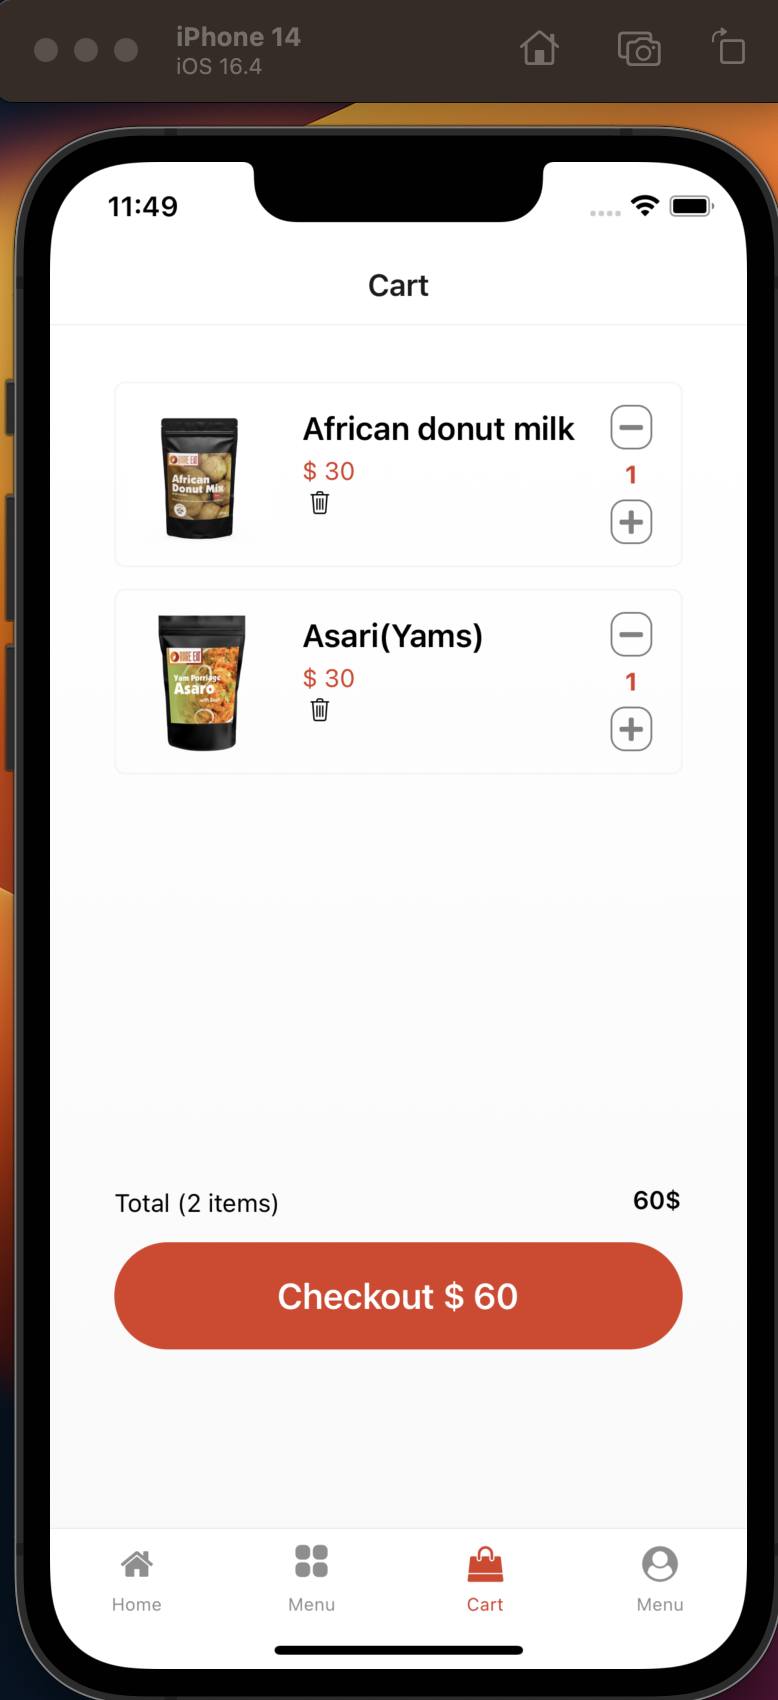 iPhone 14
iOS 16.4
11:49
Cart
African donut milk
$ 30
1
African
Donut Mix
Asari(Yams)
$ 30
1
Yam Porridge
Asaro
Total (2 items)
60$
Checkout $ 60
Home
Menu
Cart
Menu